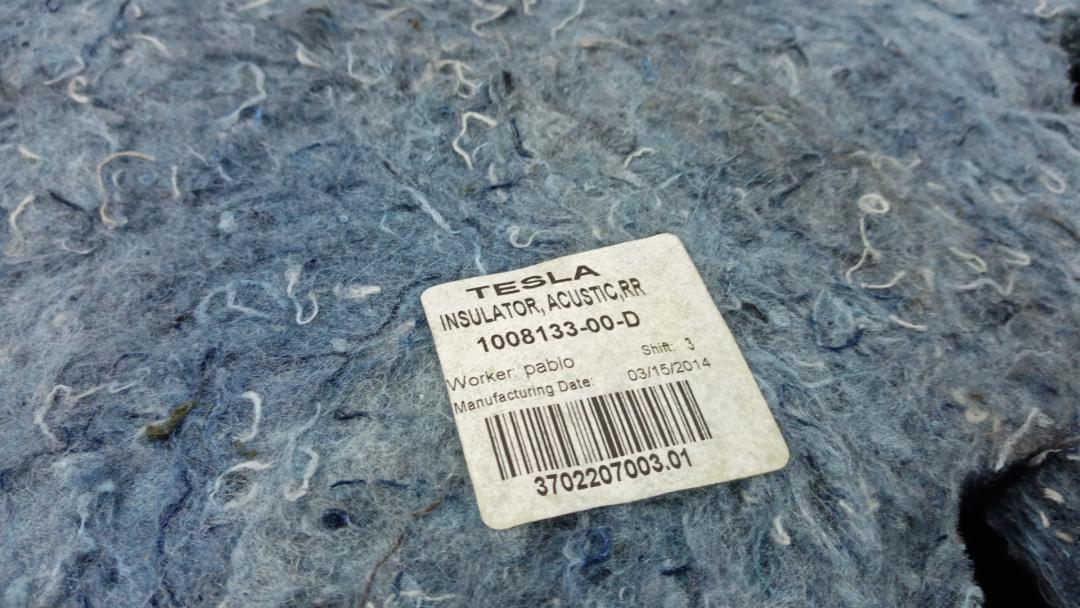 TESLA
INSULATOR, ACUSTIC,RR
1008133-00-D
Worker: pablo Shift: 3
Manufacturing Date: 03/15/2014
3702207003.01